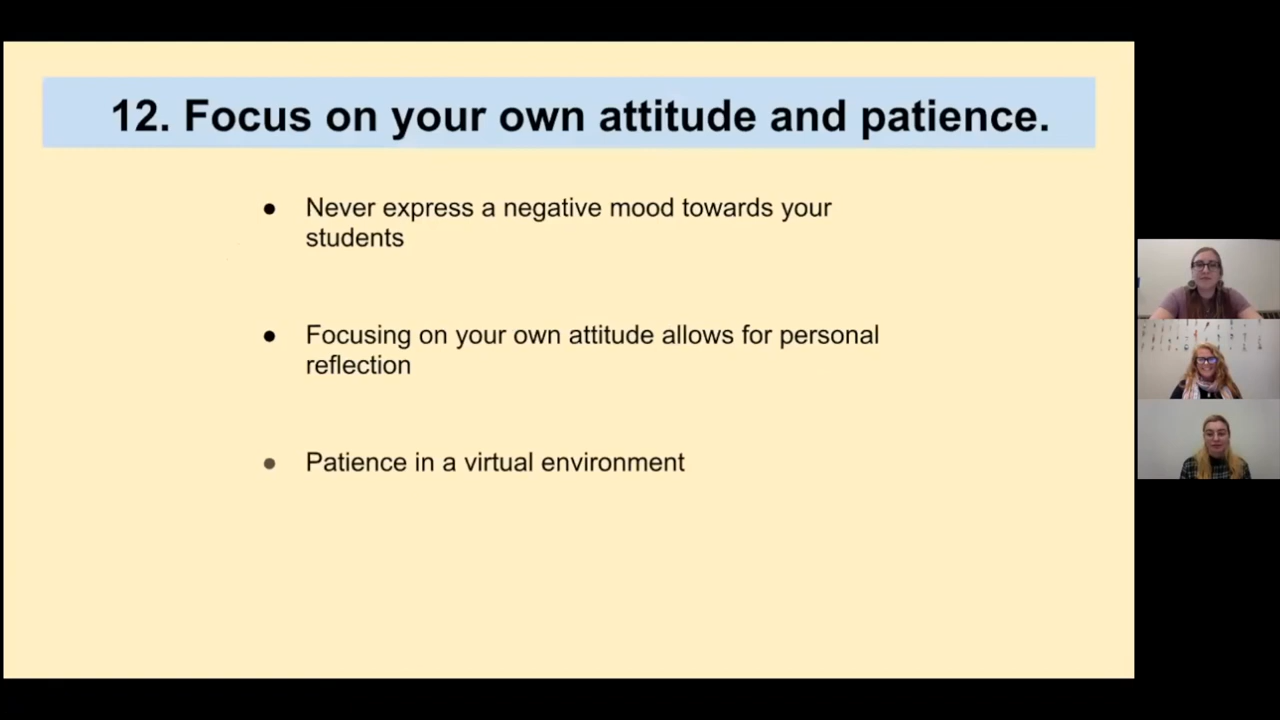 12. Focus on your own attitude and patience.
● Never express a negative mood towards your
students
● Focusing on your own attitude allows for personal
reflection
● Patience in a virtual environment